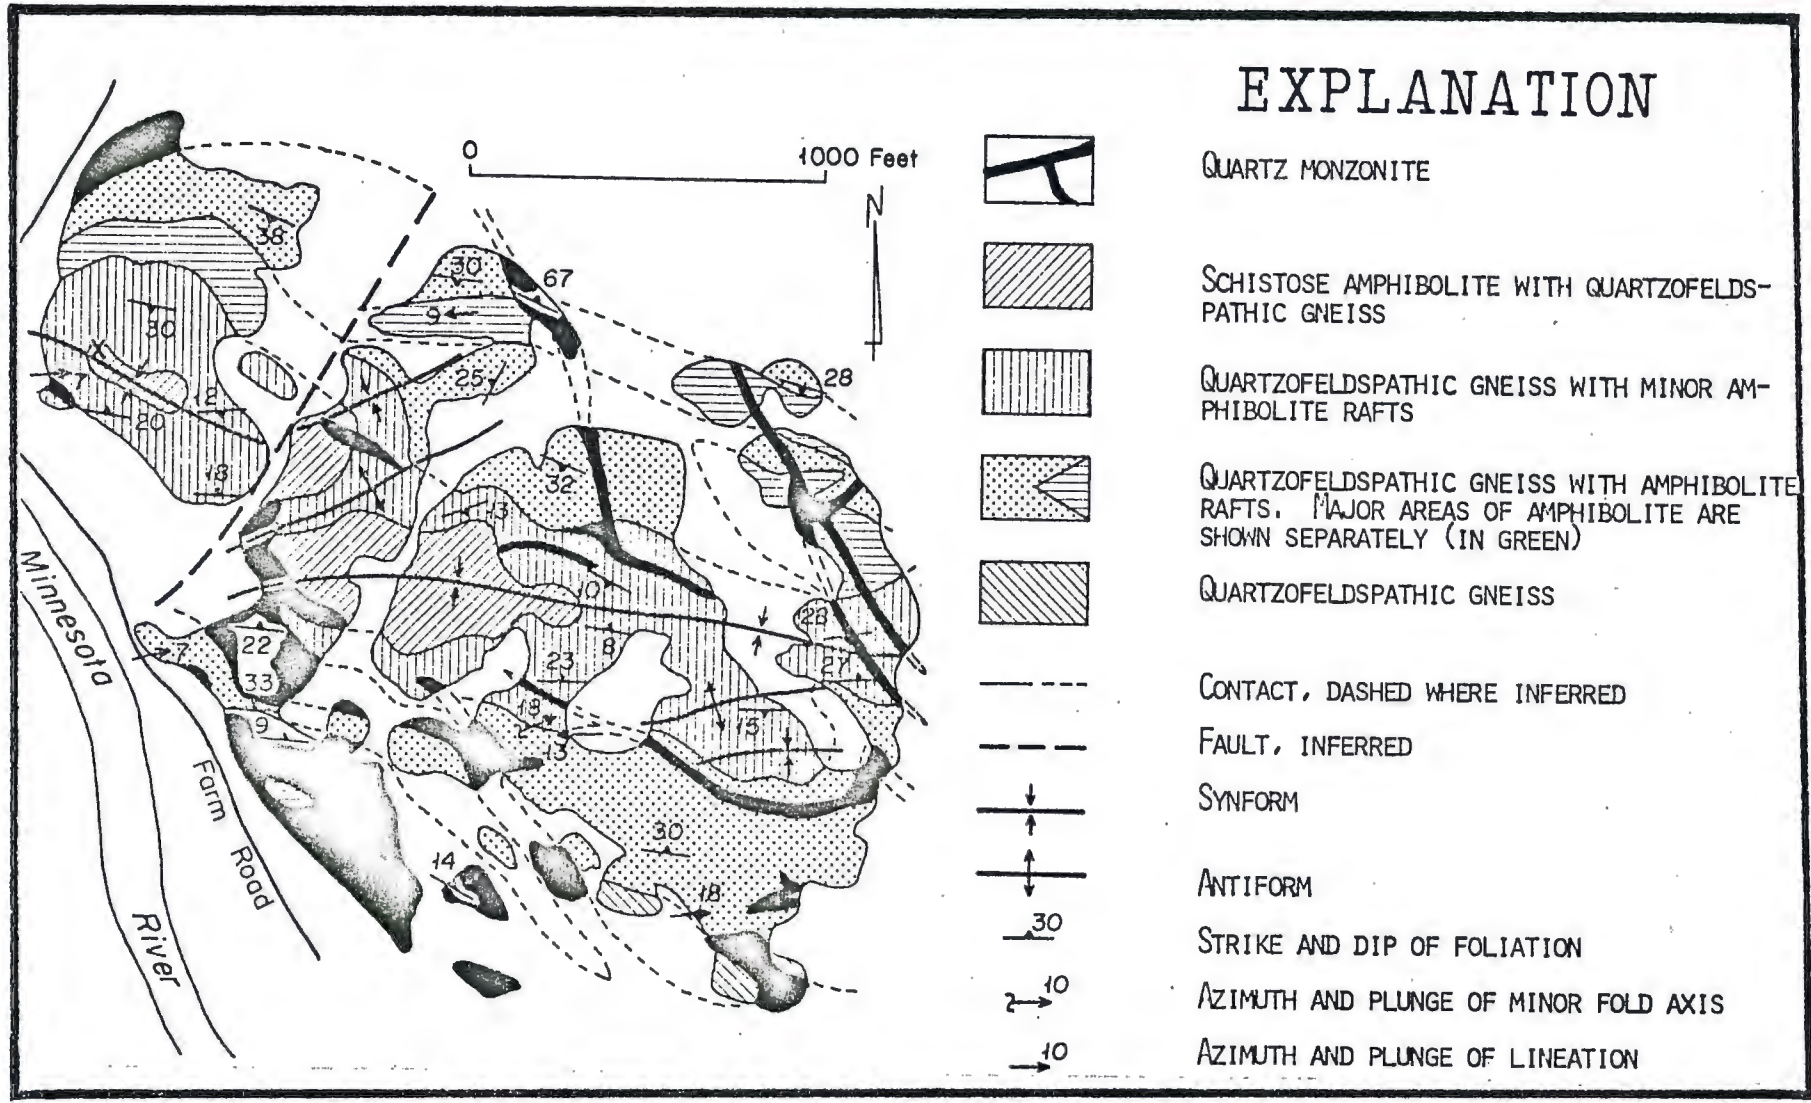 EXPLANATION
0 1000 Feet
N
QUARTZ MONZONITE
SCHISTOSE AMPHIBOLITE WITH QUARTZOFELDS-
PATHIC GNEISS
QUARTZOFELDSPATHIC GNEISS WITH MINOR AM-
PHIBOLITE RAFTS
QUARTZOFELDSPATHIC GNEISS WITH AMPHIBOLITE
RAFTS. MAJOR AREAS OF AMPHIBOLITE ARE
SHOWN SEPARATELY (IN GREEN)
QUARTZOFELDSPATHIC GNEISS
CONTACT, DASHED WHERE INFERRED
FAULT, INFERRED
SYNFORM
ANTIFORM
30
STRIKE AND DIP OF FOLIATION
10
AZIMUTH AND PLUNGE OF MINOR FOLD AXIS
10
AZIMUTH AND PLUNGE OF LINEATION
38
30
67
9
30
7
12
20
18
25
28
32
13
10
28
8
22
7
33
23
27
18
15
9
13
30
14
18
Minnesota
River
Farm
Road